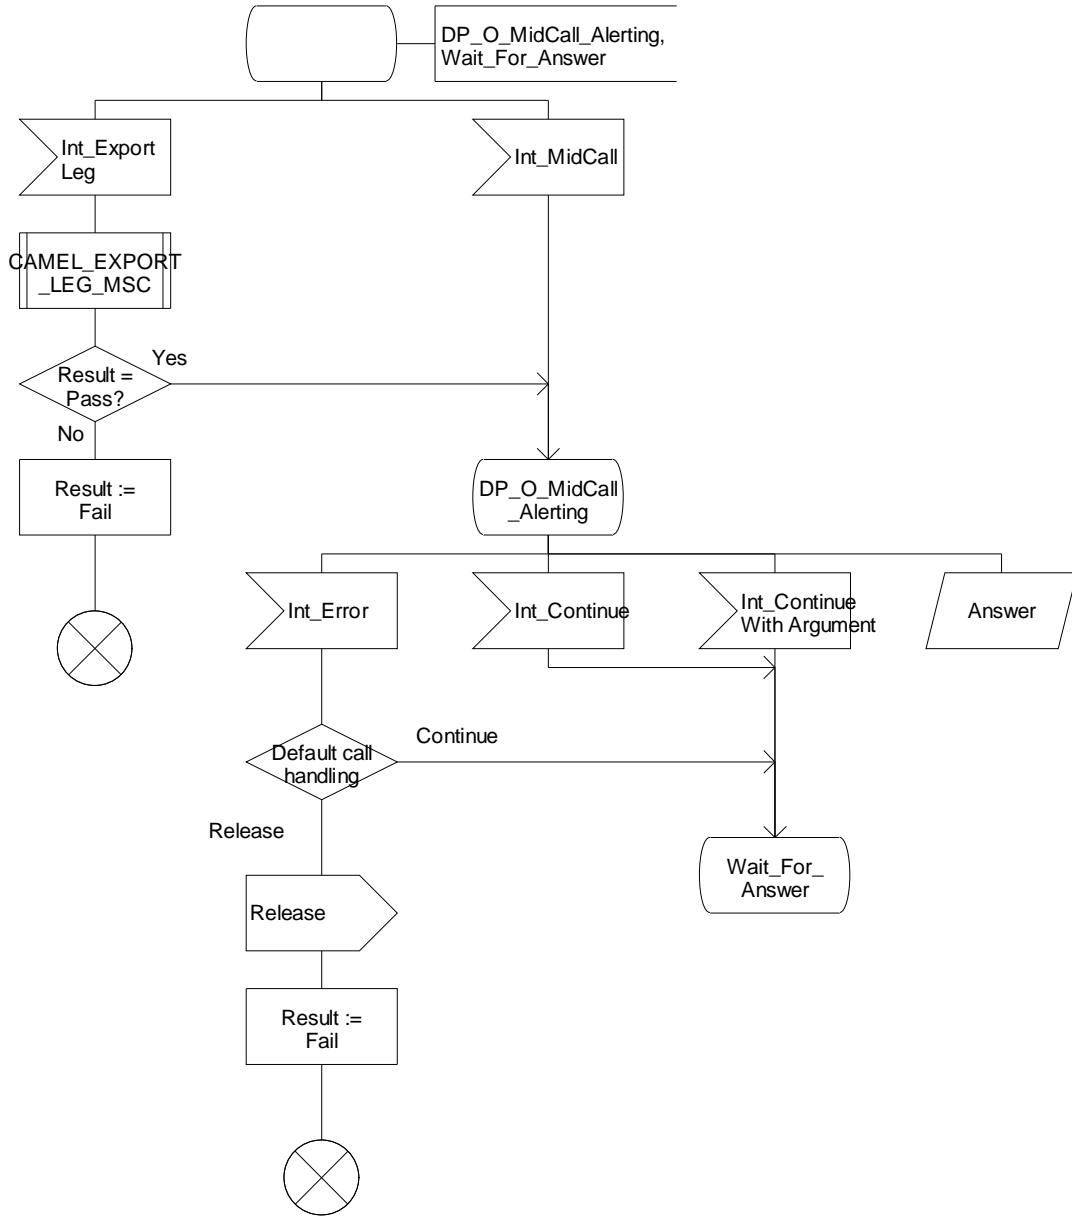 DP_O_MidCall_Alerting,
Wait_For_Answer
Int_Export
Leg
Int_MidCall
CAMEL_EXPORT
_LEG_MSC
Yes
Result =
Pass?
No
Result :=
Fail
DP_O_MidCall
_Alerting
Int_Error
Int_Continue
Int_Continue
With Argument
Answer
Default call
handling
Continue
Release
Wait_For_
Answer
Release
Result :=
Fail